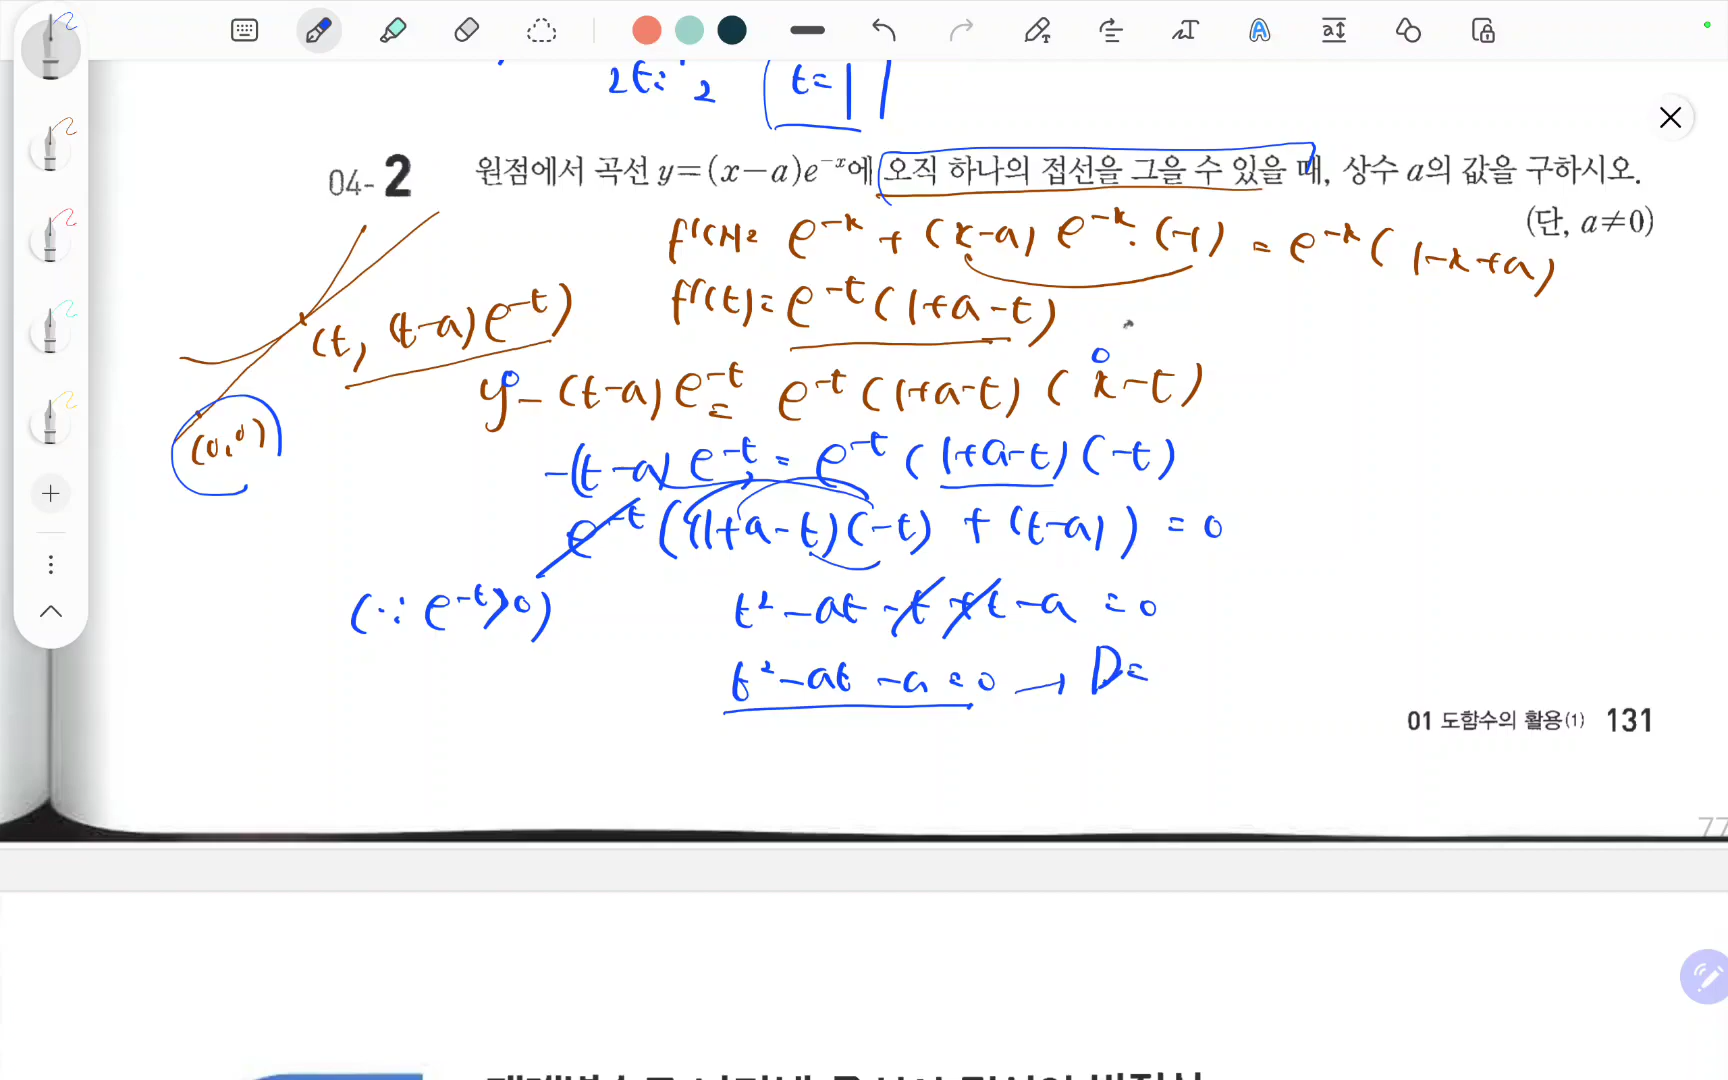 2t = 2 t = 1
04-2 원점에서 곡선 y=(x-a)e^{-x}에 오직 하나의 접선을 그을 수 있을 때, 상수 a의 값을 구하시오.
(단, a≠0)
f'(x)= e^{-x} + (x-a) e^{-x}·(-1) = e^{-x}(1-x+a)
f'(t)= e^{-t}(1+a-t)
(t, (t-a)e^{-t})
(0,0)
y-(t-a)e^{-t} = e^{-t}(1+a-t)(x-t)
0 0
-(t-a)e^{-t} = e^{-t}(1+a-t)(-t)
e^{-t}((1+a-t)(-t) + (t-a)) = 0
(∵ e^{-t}>0)
t²-at-t+t-a = 0
t²-at-a=0 → D=
01 도함수의 활용(1) 131
77